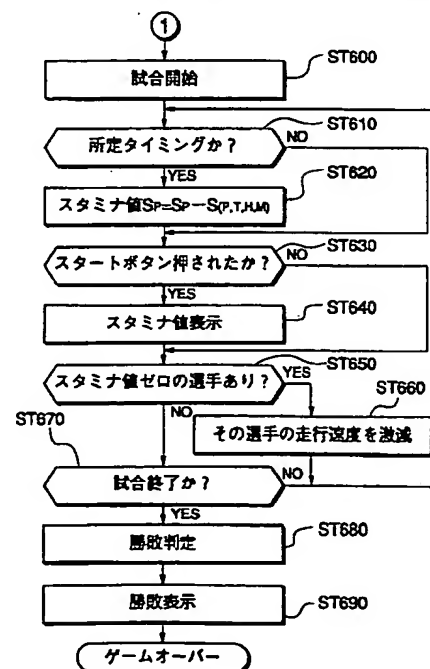 1
試合開始
ST600
所定タイミングか?
ST610
NO
YES
ST620
スタミナ値SP=SP−S(P,T,H,M)
スタートボタン押されたか?
ST630
NO
YES
ST640
スタミナ値表示
ST650
スタミナ値ゼロの選手あり?
YES
ST660
NO
その選手の走行速度を激減
ST670
試合終了か?
NO
YES
ST680
勝敗判定
勝敗表示
ST690
ゲームオーバー